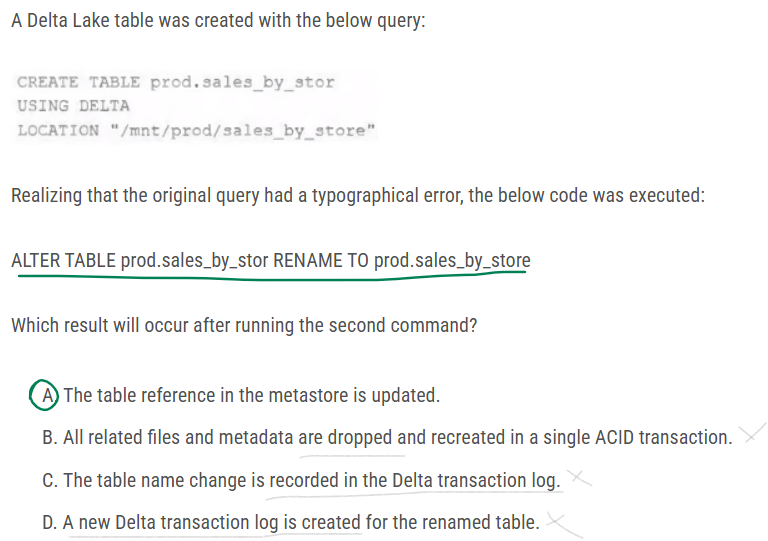 A Delta Lake table was created with the below query:
CREATE TABLE prod.sales_by_stor
USING DELTA
LOCATION "/mnt/prod/sales_by_store"
Realizing that the original query had a typographical error, the below code was executed:
ALTER TABLE prod.sales_by_stor RENAME TO prod.sales_by_store
Which result will occur after running the second command?
A) The table reference in the metastore is updated.
B. All related files and metadata are dropped and recreated in a single ACID transaction.
C. The table name change is recorded in the Delta transaction log.
D. A new Delta transaction log is created for the renamed table.